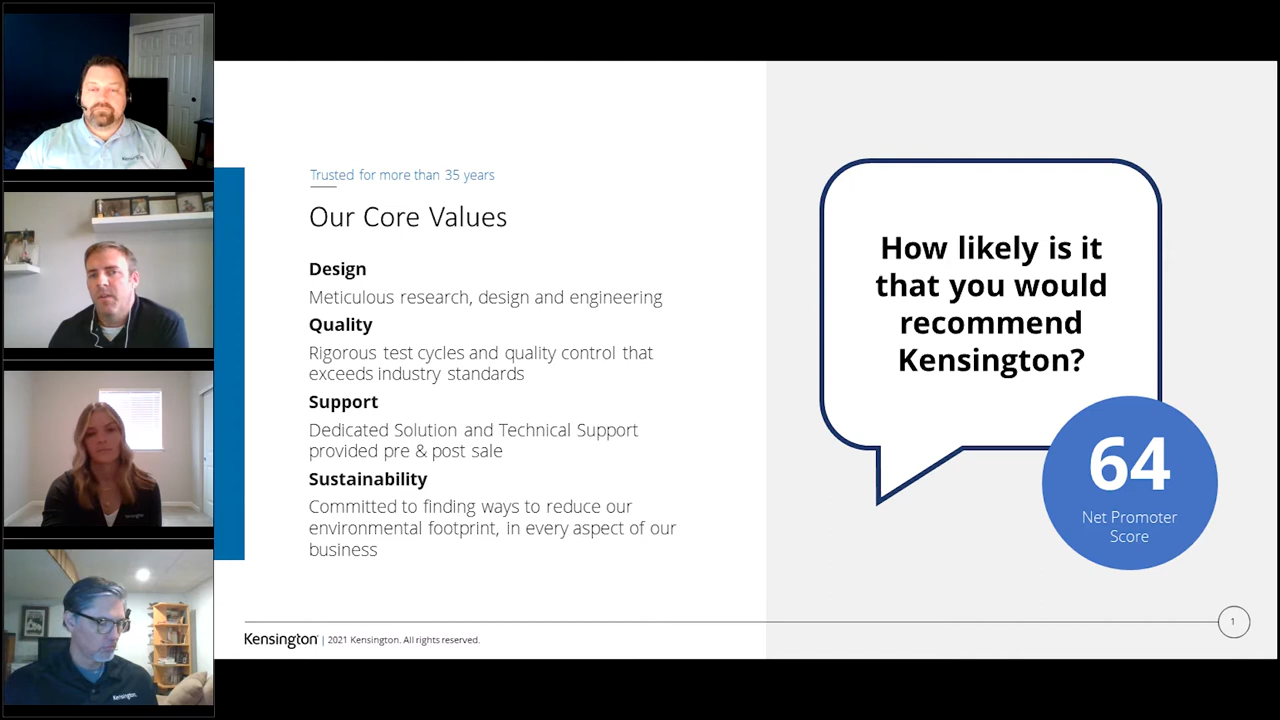 Trusted for more than 35 years
Our Core Values
Design
Meticulous research, design and engineering
Quality
Rigorous test cycles and quality control that
exceeds industry standards
Support
Dedicated Solution and Technical Support
provided pre & post sale
Sustainability
Committed to finding ways to reduce our
environmental footprint, in every aspect of our
business
How likely is it
that you would
recommend
Kensington?
64
Net Promoter
Score
Kensington | 2021 Kensington. All rights reserved.
1
Kensington
Kensington
Kensington